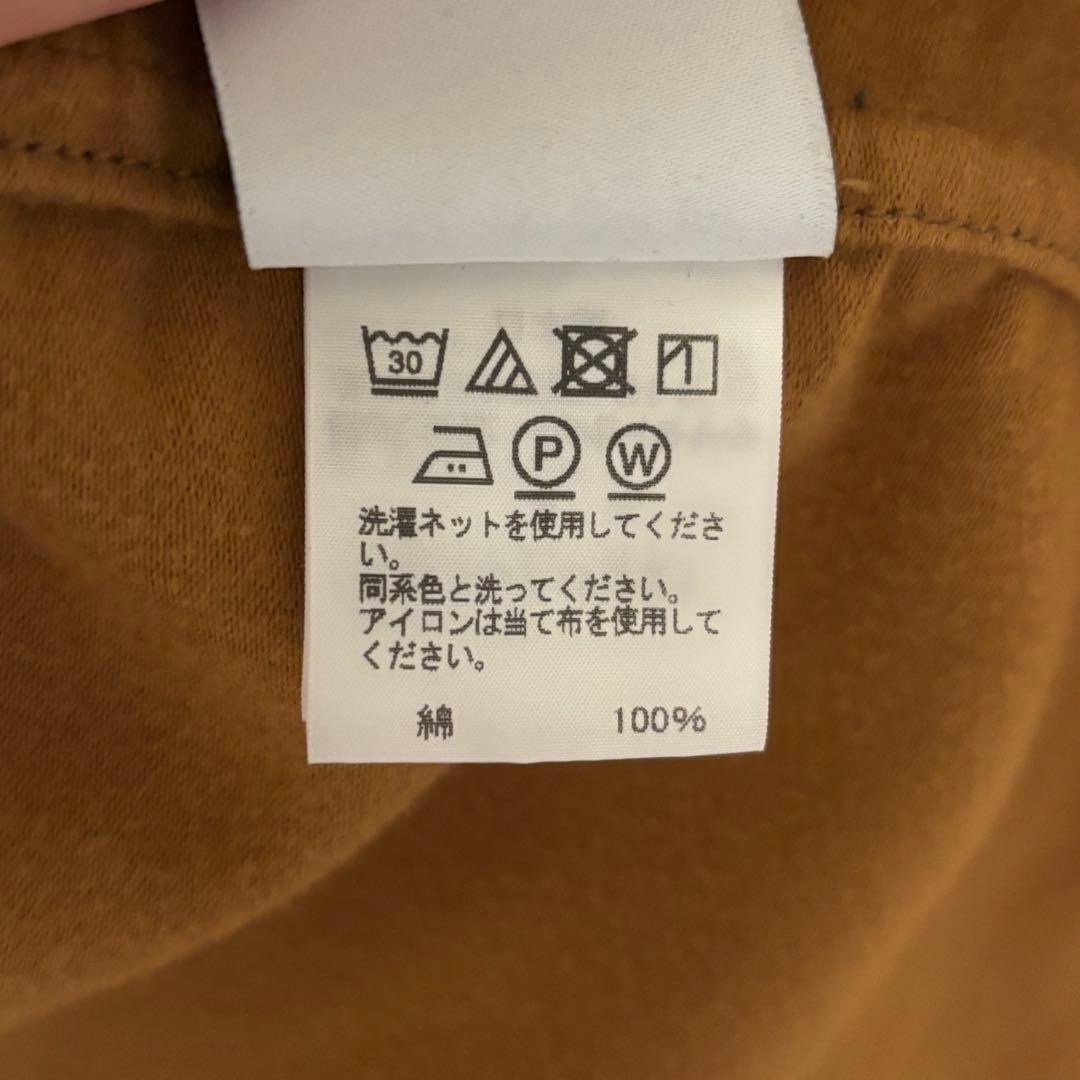 30
P W
洗濯ネットを使用してくださ
い。
同系色と洗ってください。
アイロンは当て布を使用して
ください。
綿 100%